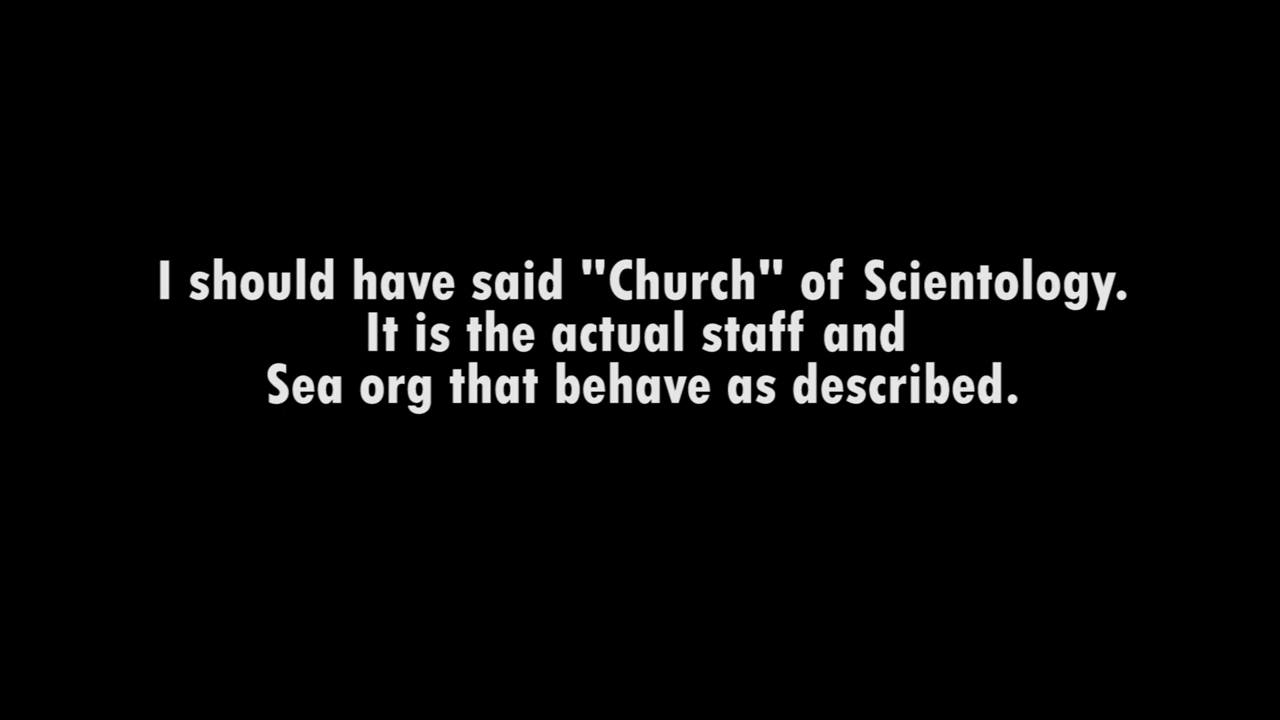 I should have said "Church" of Scientology.
It is the actual staff and
Sea org that behave as described.